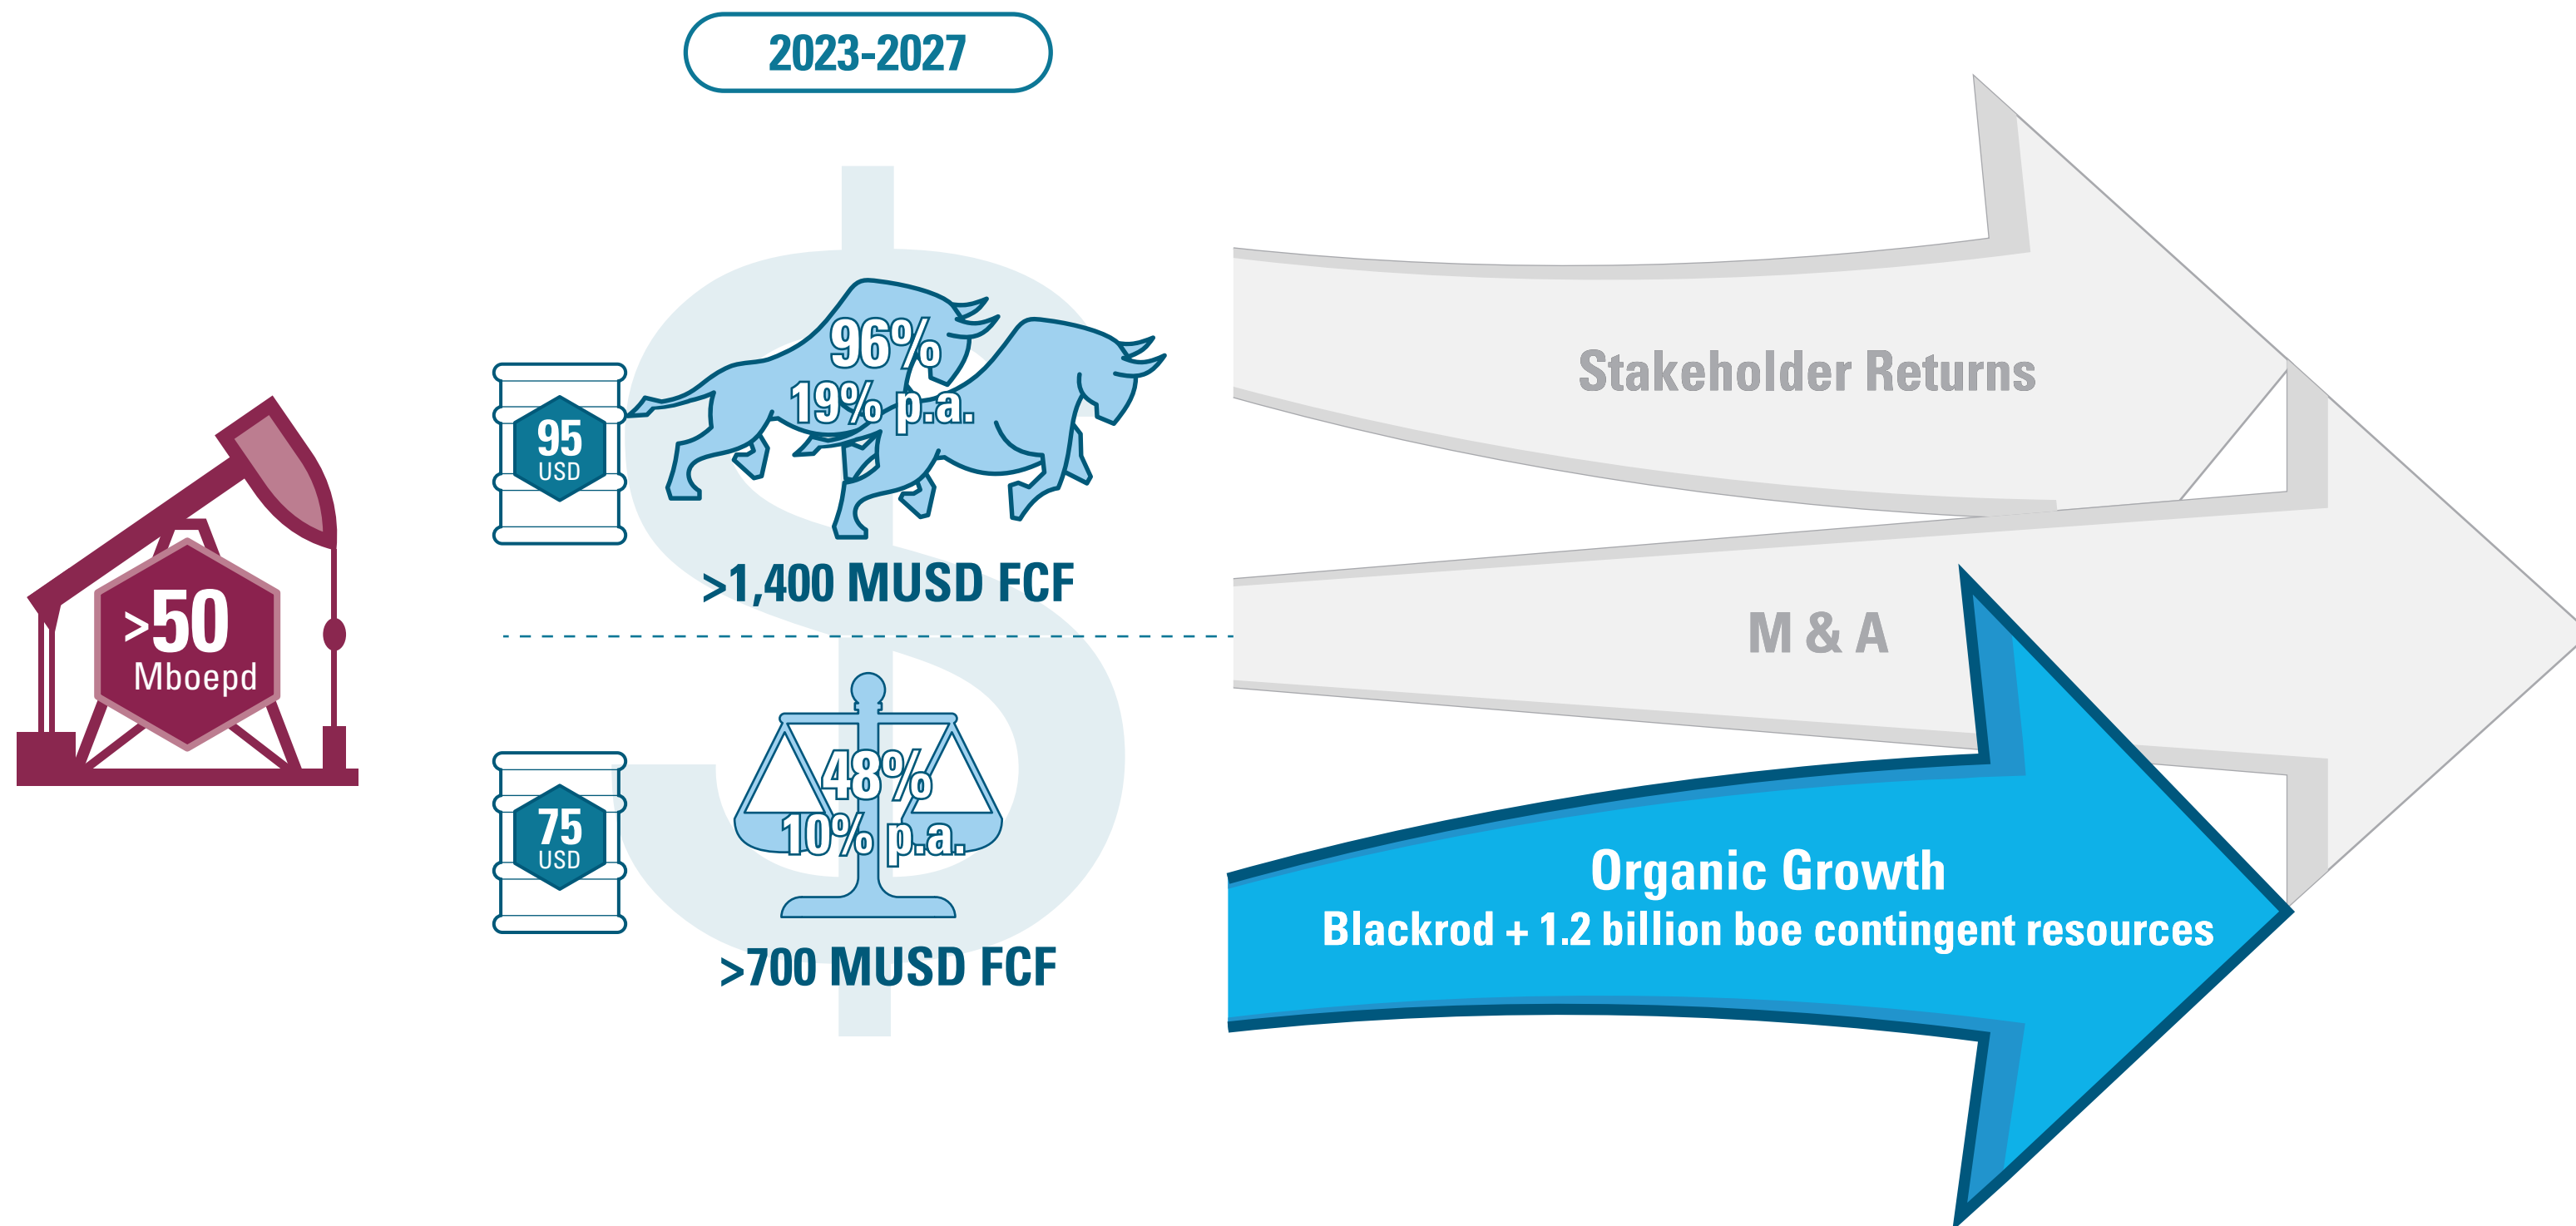 2023-2027
>50
Mboepd
95
USD
96%
19% p.a.
>1,400 MUSD FCF
75
USD
48%
10% p.a.
>700 MUSD FCF
Stakeholder Returns
M & A
Organic Growth
Blackrod + 1.2 billion boe contingent resources